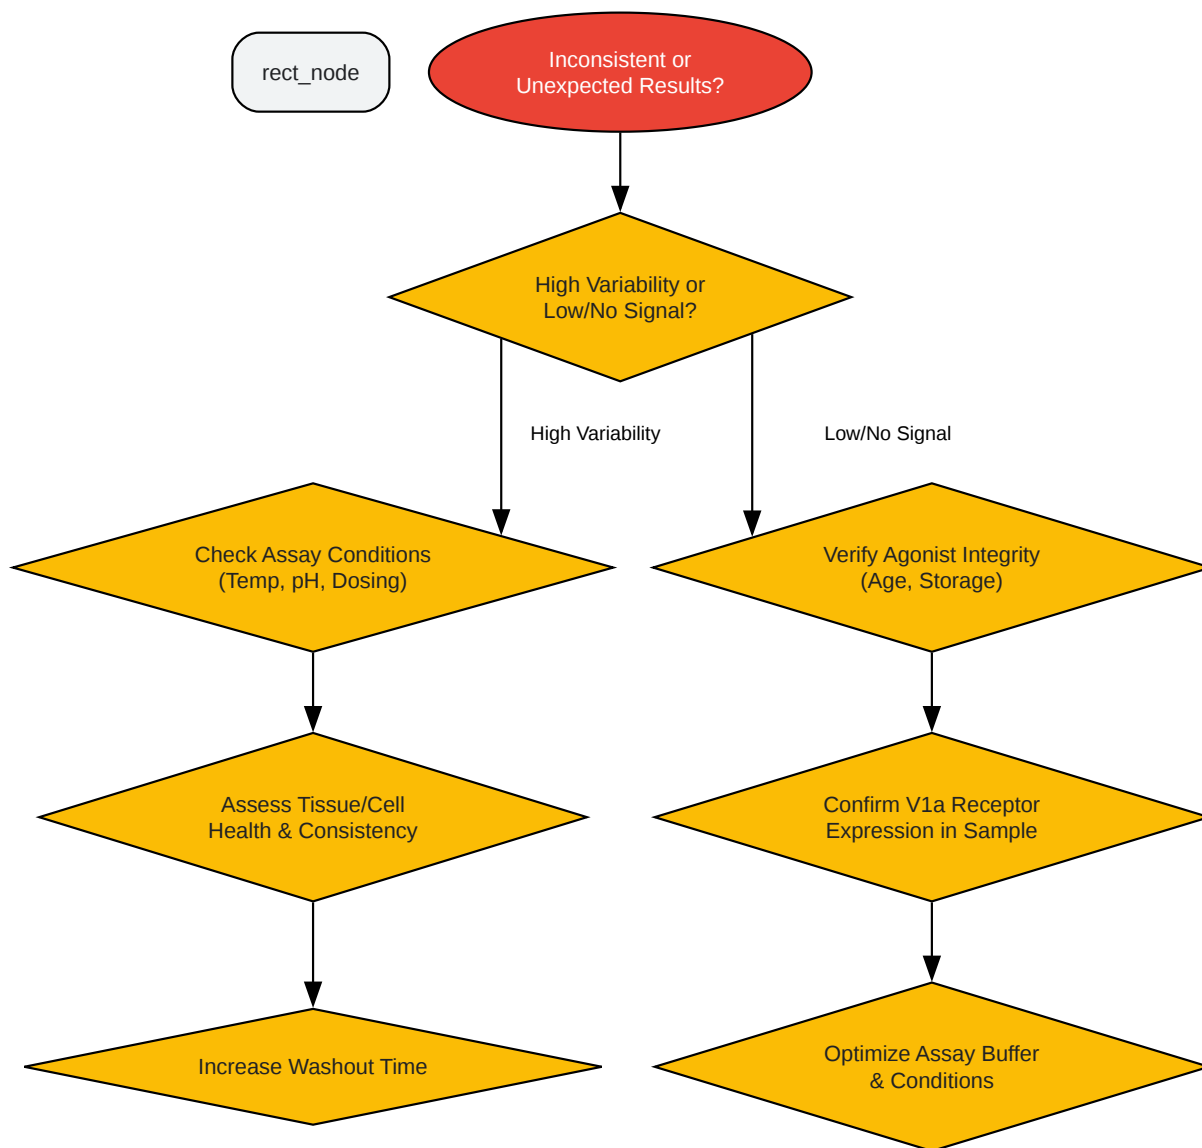 rect_node
Inconsistent or
Unexpected Results?
High Variability or
Low/No Signal?
High Variability
Low/No Signal
Check Assay Conditions
(Temp, pH, Dosing)
Verify Agonist Integrity
(Age, Storage)
Assess Tissue/Cell
Health & Consistency
Confirm V1a Receptor
Expression in Sample
Increase Washout Time
Optimize Assay Buffer
& Conditions